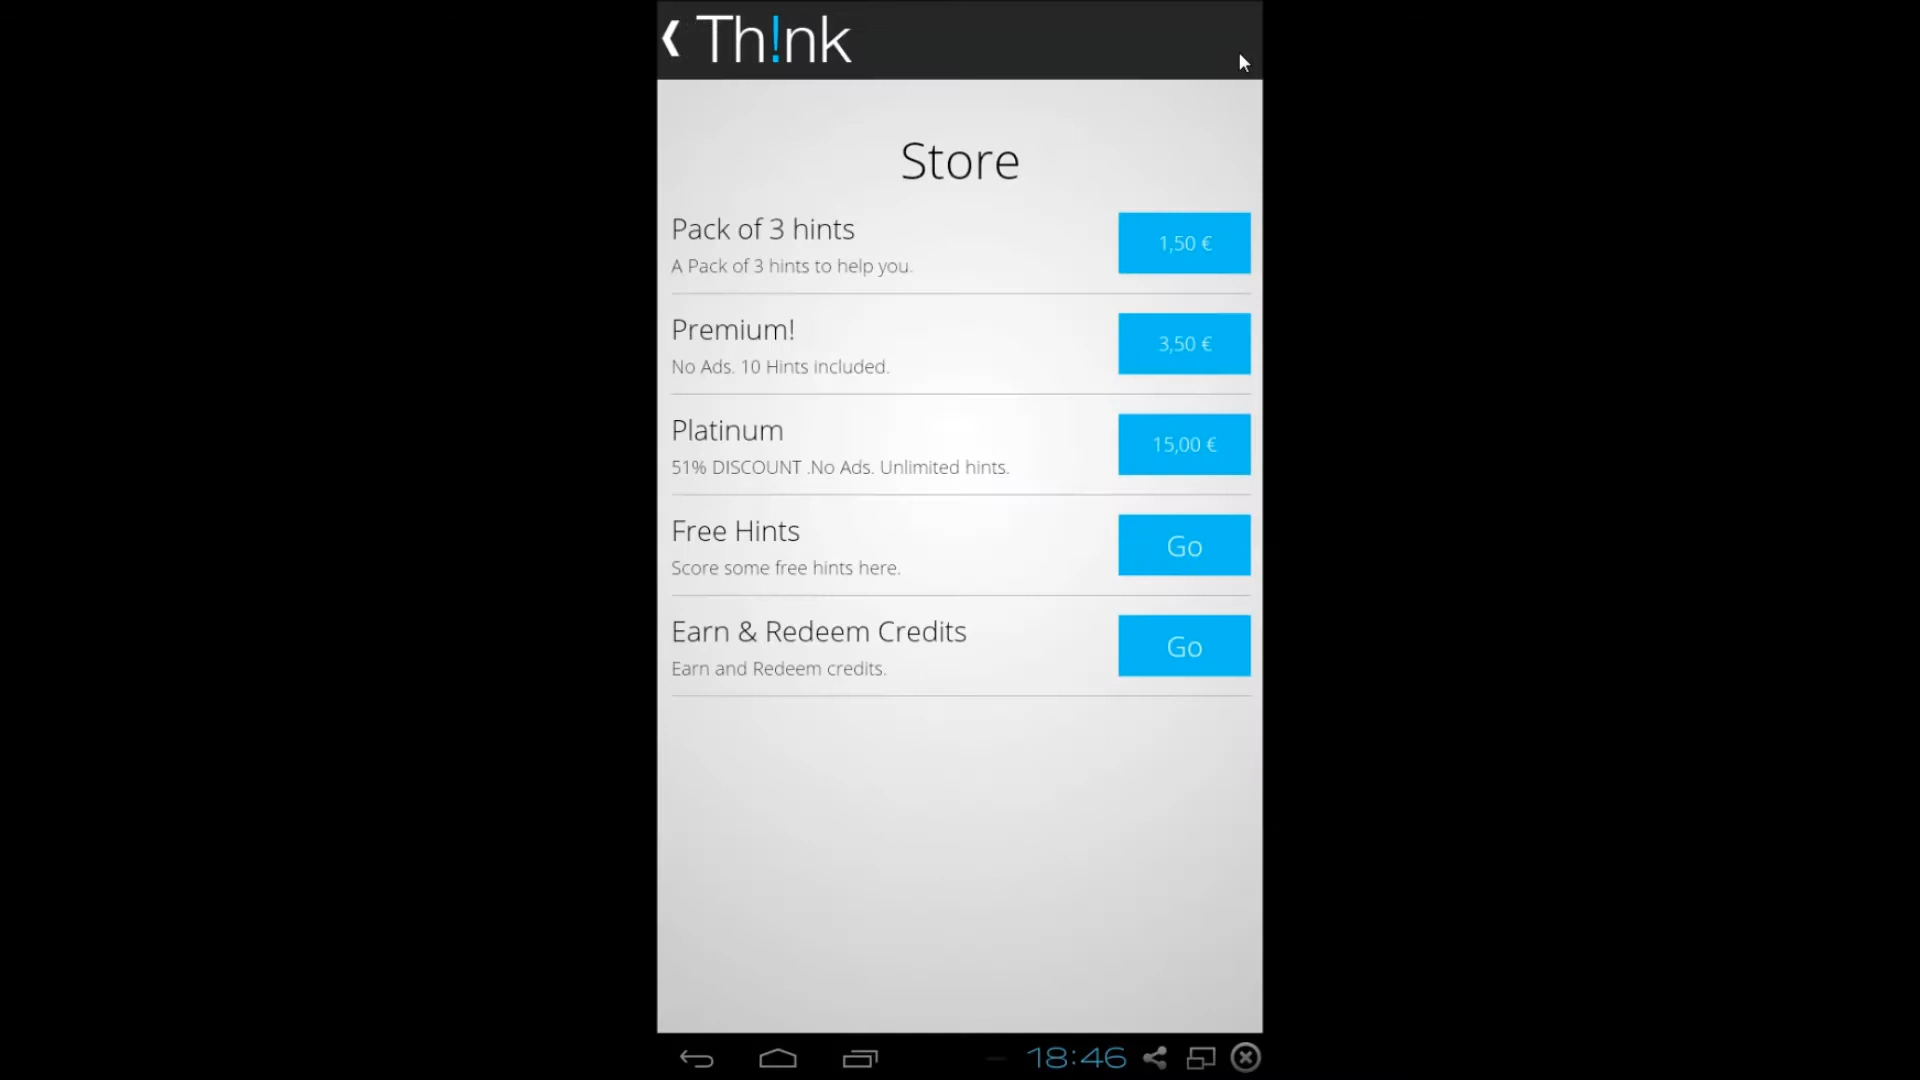 Th!nk
Store
Pack of 3 hints
1,50 €
A Pack of 3 hints to help you.
Premium!
3,50 €
No Ads. 10 Hints included.
Platinum
15,00 €
51% DISCOUNT .No Ads. Unlimited hints.
Free Hints
Go
Score some free hints here.
Earn & Redeem Credits
Go
Earn and Redeem credits.
18:46